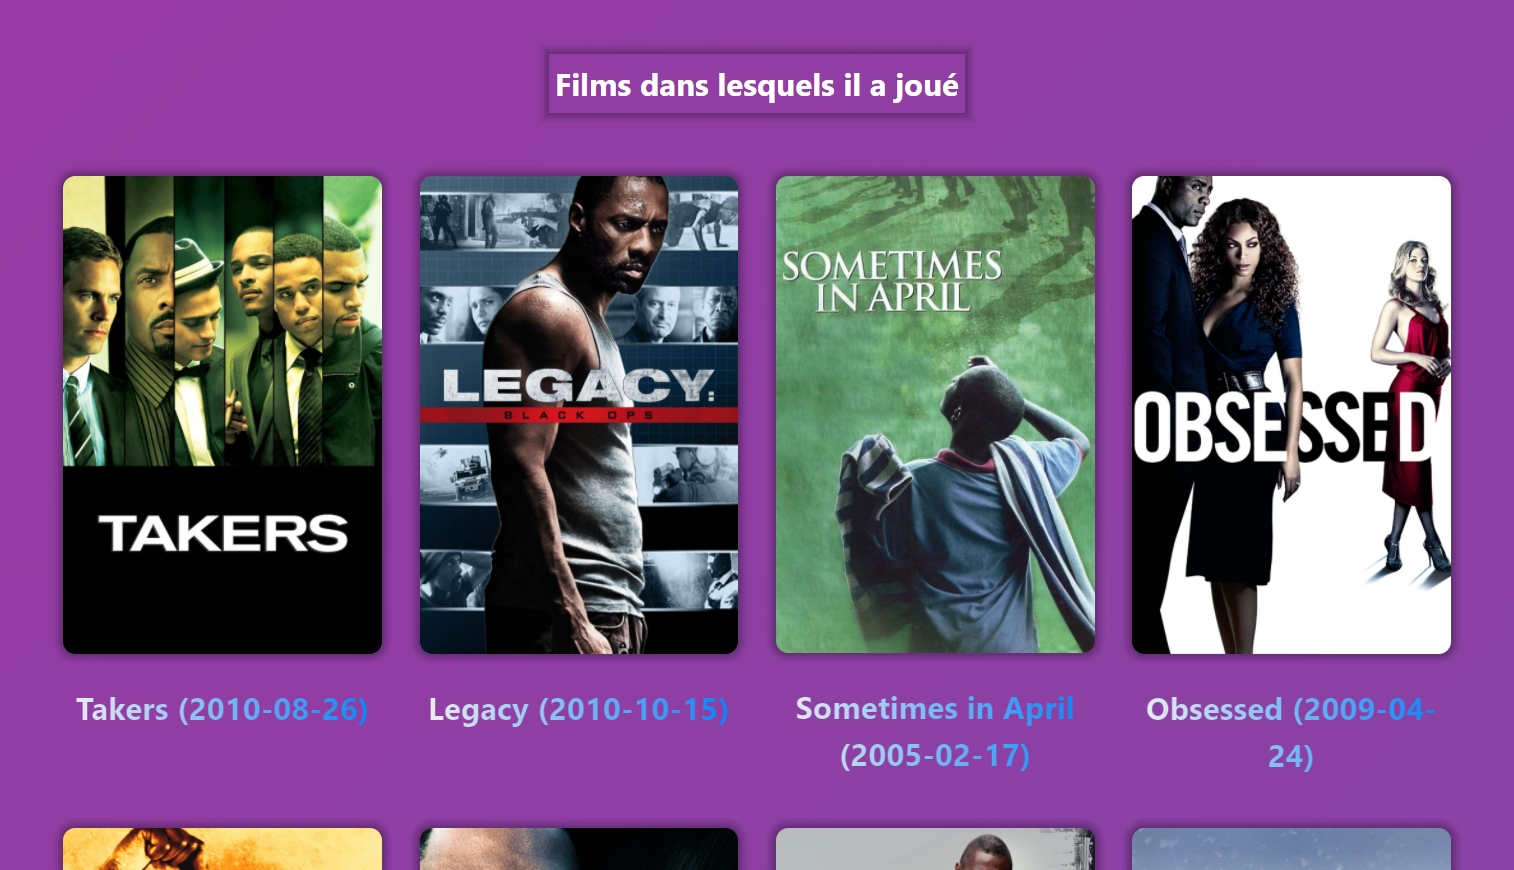 Films dans lesquels il a joué
TAKERS
LEGACY:
BLACK OPS
SOMETIMES
IN APRIL
OBSESSED
Takers (2010-08-26)
Legacy (2010-10-15)
Sometimes in April
(2005-02-17)
Obsessed (2009-04-
24)